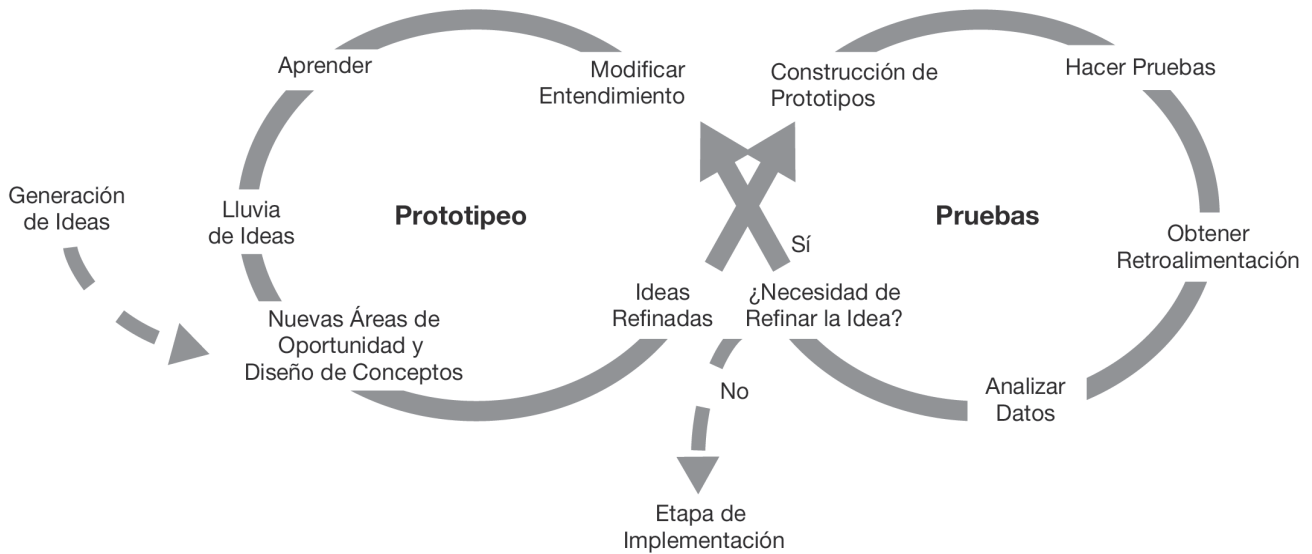 Aprender
Modificar
Entendimiento
Construcción de
Prototipos
Hacer Pruebas
Generación
de Ideas
Lluvia
de Ideas
Prototipeo
Pruebas
Sí
Obtener
Retroalimentación
Nuevas Áreas de
Oportunidad y
Diseño de Conceptos
Ideas
Refinadas
¿Necesidad de
Refinar la Idea?
No
Analizar
Datos
Etapa de
Implementación